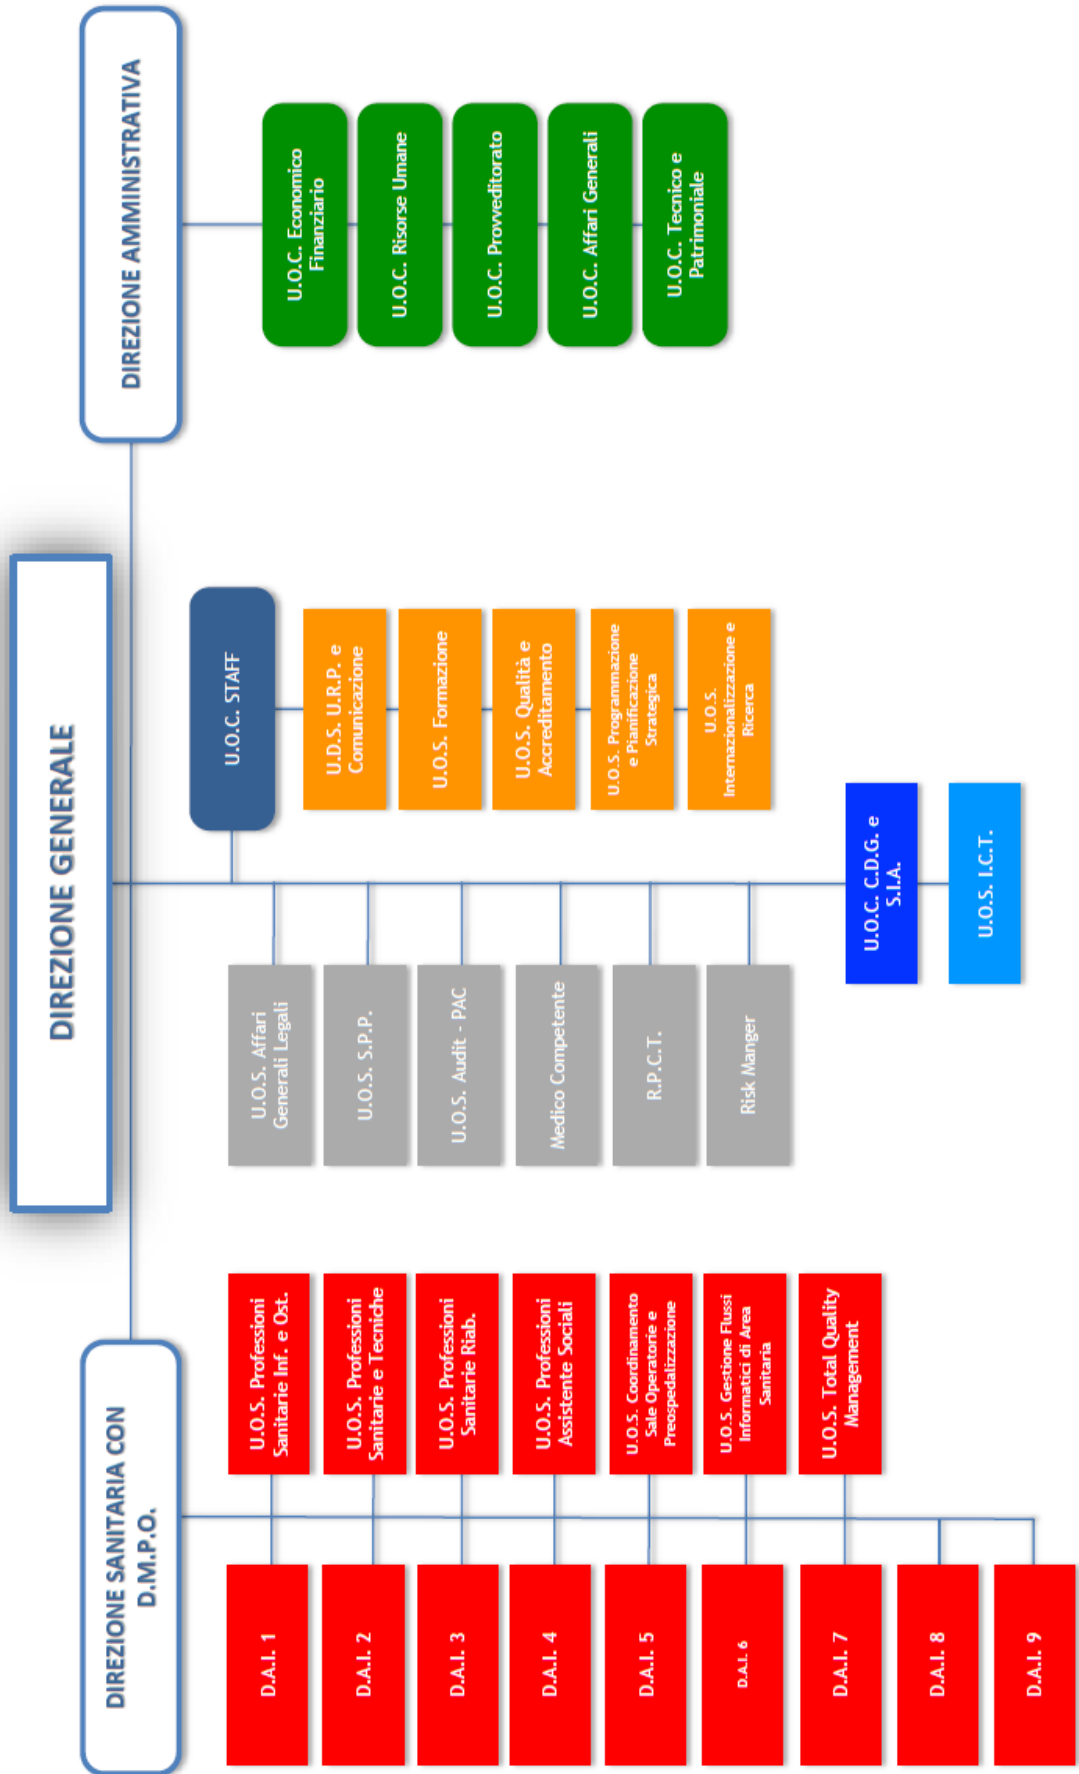 DIREZIONE GENERALE
DIREZIONE SANITARIA CON
D.M.P.O.
DIREZIONE AMMINISTRATIVA
D.A.I. 1
D.A.I. 2
D.A.I. 3
D.A.I. 4
D.A.I. 5
D.A.I. 6
D.A.I. 7
D.A.I. 8
D.A.I. 9
U.O.S. Professioni
Sanitarie Inf. e Ost.
U.O.S. Professioni
Sanitarie e Tecniche
U.O.S. Professioni
Sanitarie Riab.
U.O.S. Professioni
Assistente Sociali
U.O.S. Coordinamento
Sale Operatorie e
Preospedalizzazione
U.O.S. Gestione Flussi
Informatici di Area
Sanitaria
U.O.S. Total Quality
Management
U.O.S. Affari
Generali Legali
U.O.S. S.P.P.
U.O.S. Audit - PAC
Medico Competente
R.P.C.T.
Risk Manger
U.O.C. STAFF
U.D.S. U.R.P. e
Comunicazione
U.O.S. Formazione
U.O.S. Qualità e
Accreditamento
U.O.S. Programmazione
e Pianificazione
Strategica
U.O.S.
Internazionalizzazione e
Ricerca
U.O.C. C.D.G. e
S.I.A.
U.O.S. I.C.T.
U.O.C. Economico
Finanziario
U.O.C. Risorse Umane
U.O.C. Provveditorato
U.O.C. Affari Generali
U.O.C. Tecnico e
Patrimoniale